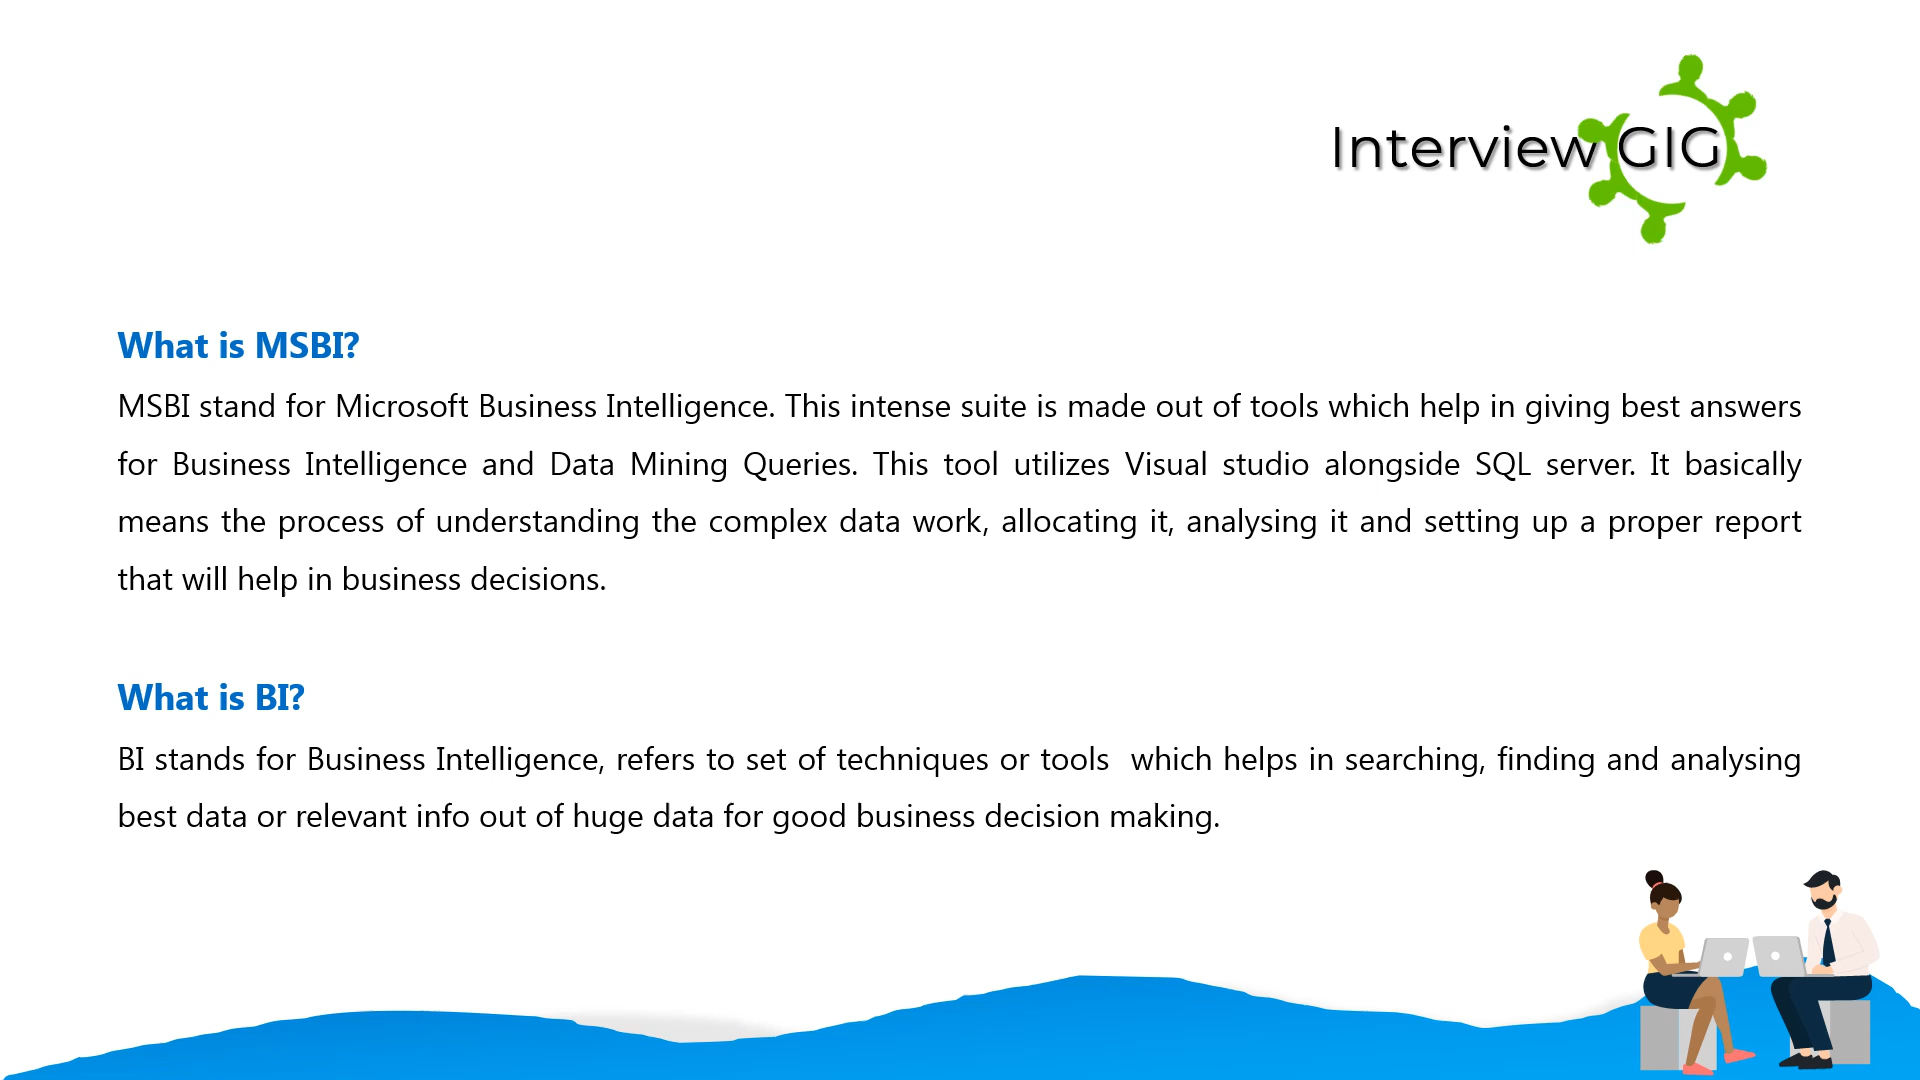 Interview GIG
What is MSBI?
MSBI stand for Microsoft Business Intelligence. This intense suite is made out of tools which help in giving best answers
for Business Intelligence and Data Mining Queries. This tool utilizes Visual studio alongside SQL server. It basically
means the process of understanding the complex data work, allocating it, analysing it and setting up a proper report
that will help in business decisions.
What is BI?
BI stands for Business Intelligence, refers to set of techniques or tools  which helps in searching, finding and analysing
best data or relevant info out of huge data for good business decision making.